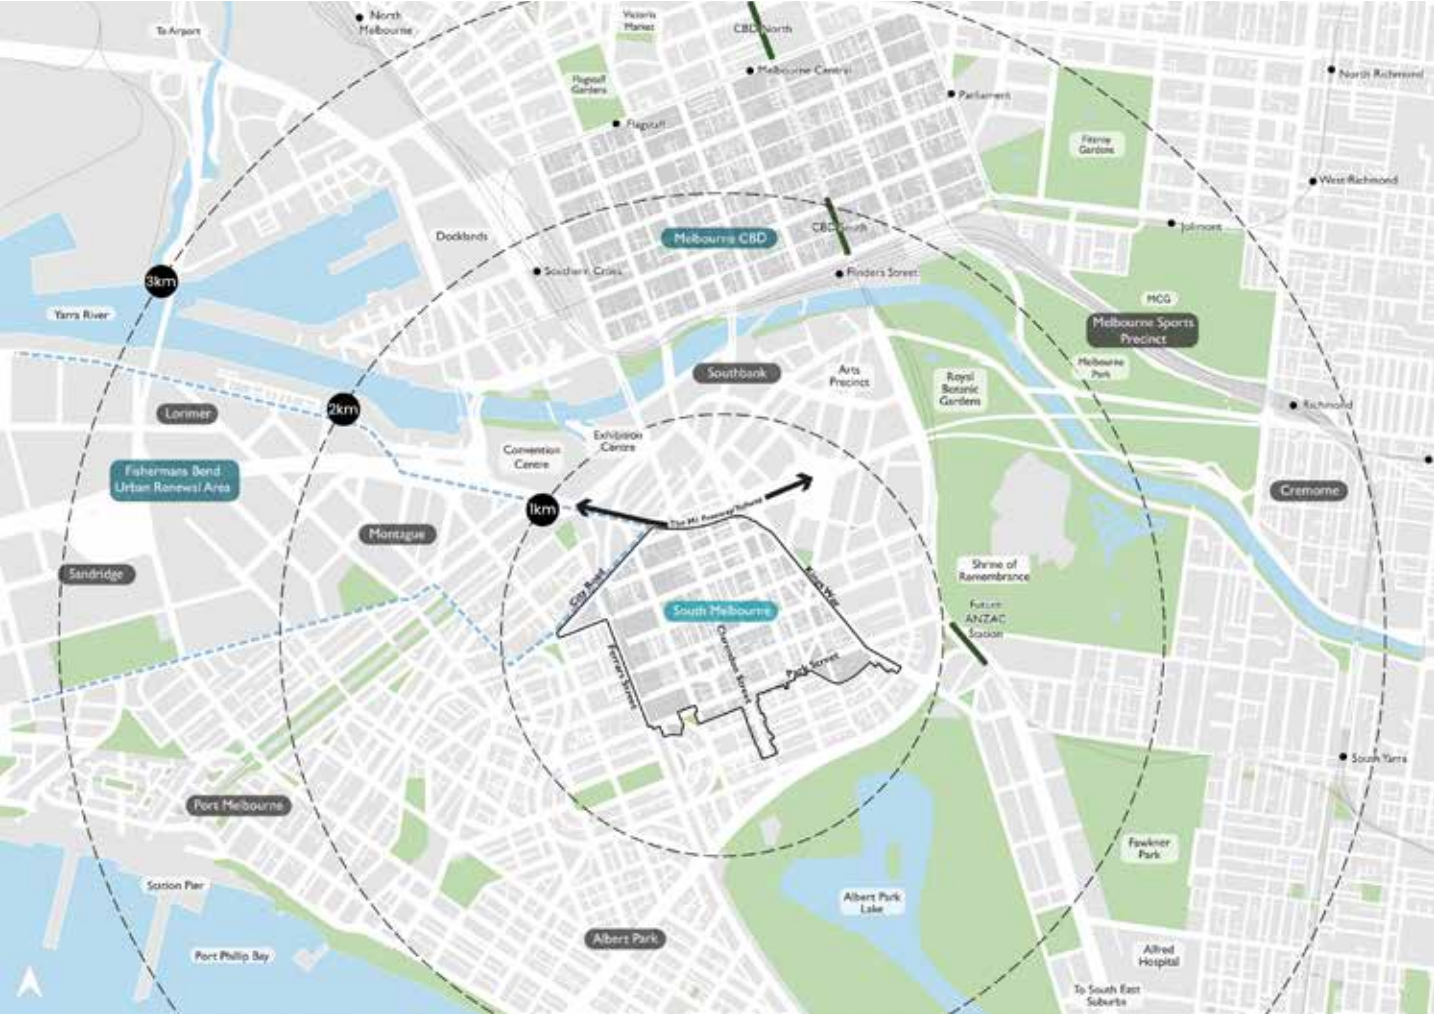 To Arport
North
Melbourne
Victoria
Market
CBD North
Melbourne Central
Flagstaff
Gardens
Parliament
North Richmond
Flagstaff
Fitzroy
Gardens
West Richmond
Docklands
Melbourne CBD
CBD South
Jolimont
Southern Cross
Flinders Street
3km
MCG
Yarra River
Melbourne Sports
Precinct
Southbank
Arts
Precinct
Melbourne
Park
Royal
Botanic
Gardens
Lorimer
2km
Richmond
Exhibition
Centre
Convention
Centre
Fishermans Bend
Urban Renewal Area
Cremorne
1km
The M1 Freeway/Tollway
Montague
Sandridge
Shrine of
Remembrance
City Road
Kings Way
South Melbourne
Future
ANZAC
Station
Ferrars Street
Clarendon Street
Park Street
South Yarra
Port Melbourne
Fawkner
Park
Station Pier
Albert Park
Lake
Albert Park
Port Phillip Bay
Alfred
Hospital
To South East
Suburbs